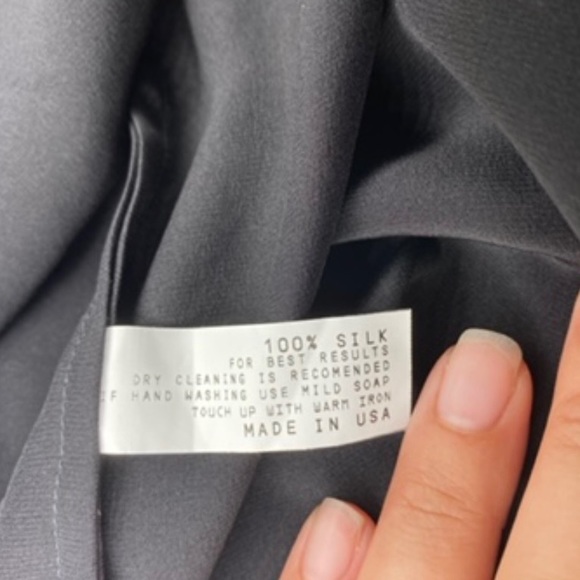 100% SILK
FOR BEST RESULTS
DRY CLEANING IS RECOMENDED
IF HAND WASHING USE MILD SOAP
TOUCH UP WITH WARM IRON
MADE IN USA